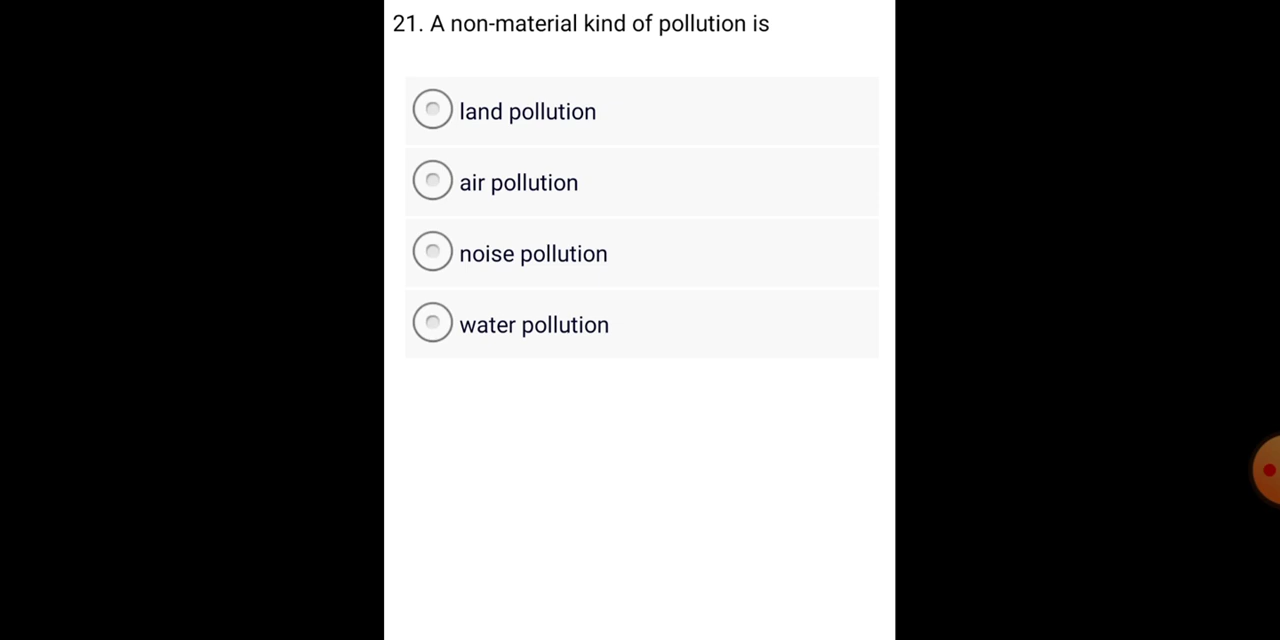 21. A non-material kind of pollution is
land pollution
air pollution
noise pollution
water pollution